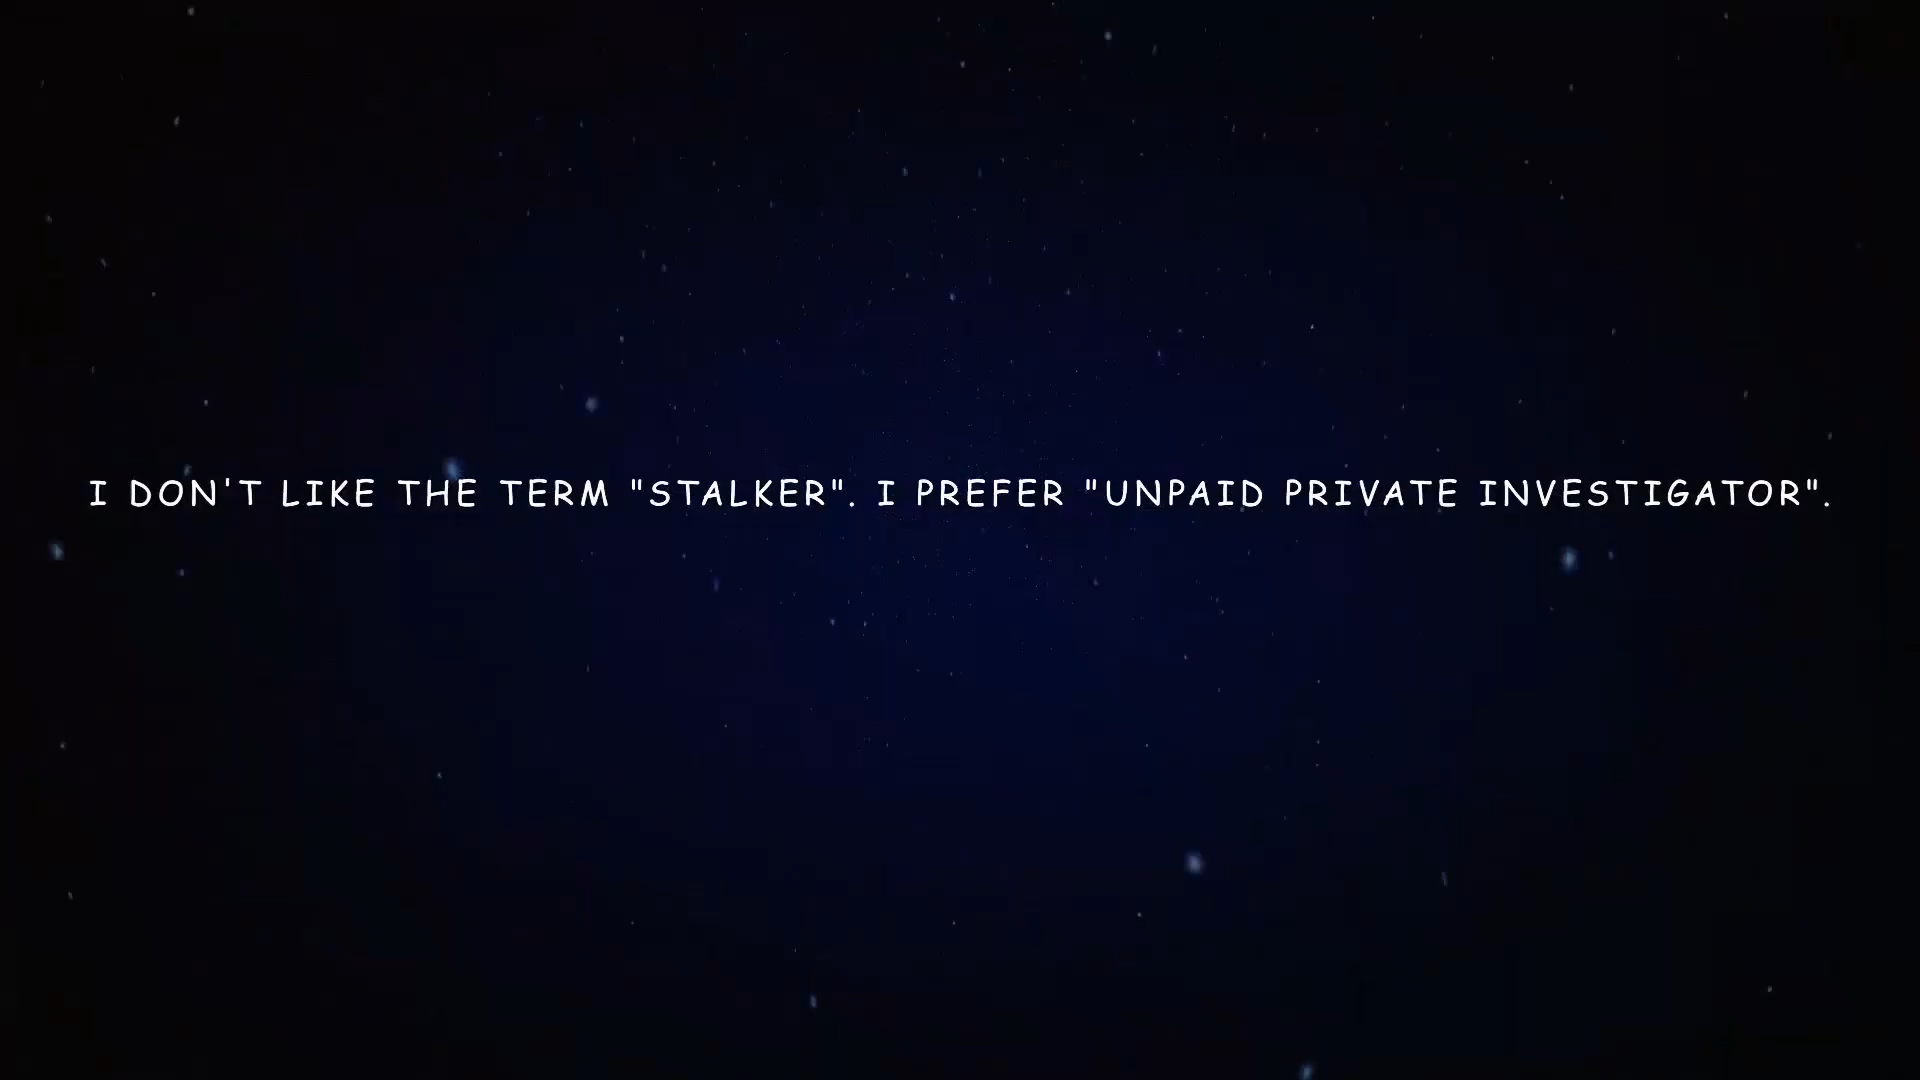 I DON'T LIKE THE TERM "STALKER". I PREFER "UNPAID PRIVATE INVESTIGATOR".